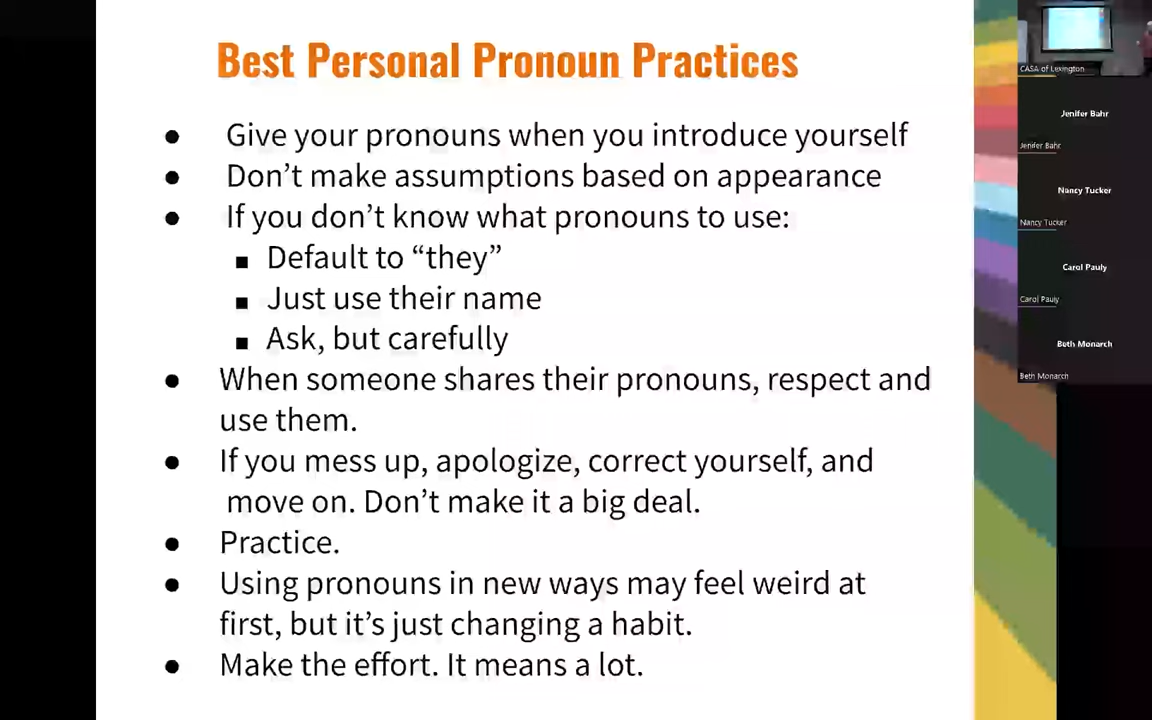 Best Personal Pronoun Practices
● Give your pronouns when you introduce yourself
● Don’t make assumptions based on appearance
● If you don’t know what pronouns to use:
■ Default to “they”
■ Just use their name
■ Ask, but carefully
● When someone shares their pronouns, respect and
use them.
● If you mess up, apologize, correct yourself, and
move on. Don’t make it a big deal.
● Practice.
● Using pronouns in new ways may feel weird at
first, but it’s just changing a habit.
● Make the effort. It means a lot.
CASA of Lexington
Jenifer Bahr
Jenifer Bahr
Nancy Tucker
Nancy Tucker
Carol Pauly
Carol Pauly
Beth Monarch
Beth Monarch